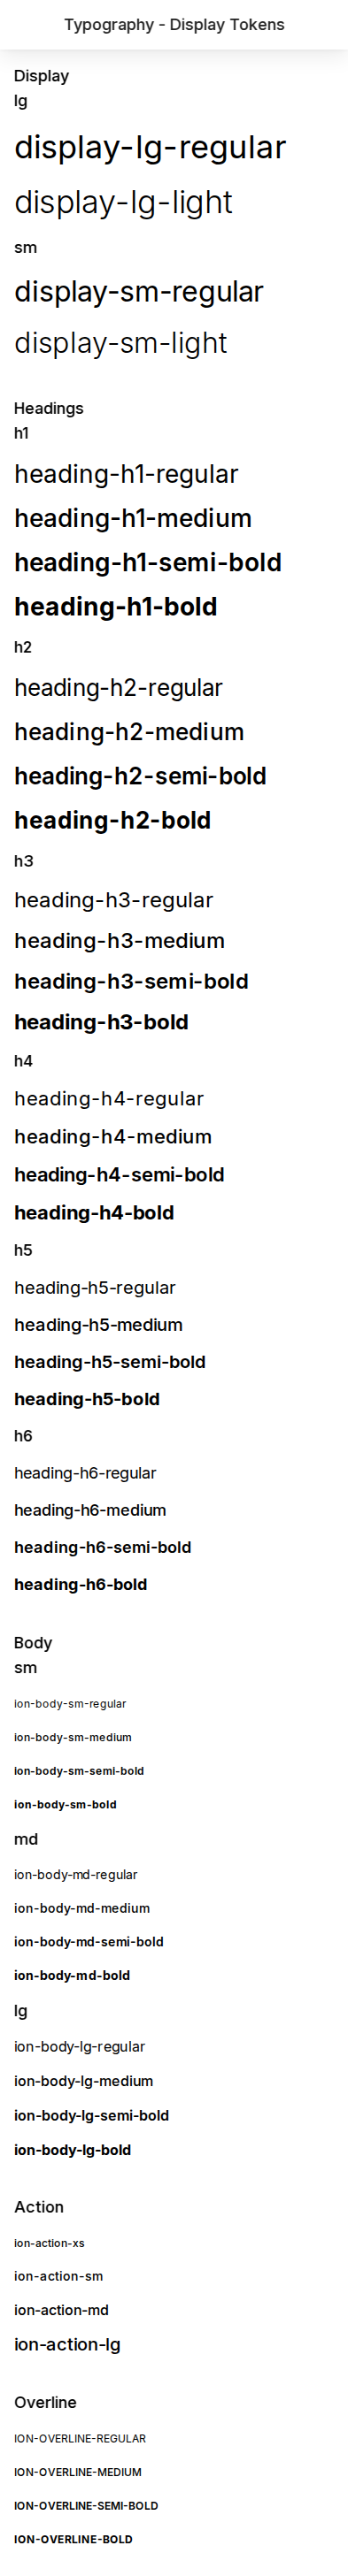 Typography - Display Tokens
Display
lg
display-lg-regular
display-lg-light
sm
display-sm-regular
display-sm-light
Headings
h1
heading-h1-regular
heading-h1-medium
heading-h1-semi-bold
heading-h1-bold
h2
heading-h2-regular
heading-h2-medium
heading-h2-semi-bold
heading-h2-bold
h3
heading-h3-regular
heading-h3-medium
heading-h3-semi-bold
heading-h3-bold
h4
heading-h4-regular
heading-h4-medium
heading-h4-semi-bold
heading-h4-bold
h5
heading-h5-regular
heading-h5-medium
heading-h5-semi-bold
heading-h5-bold
h6
heading-h6-regular
heading-h6-medium
heading-h6-semi-bold
heading-h6-bold
Body
sm
ion-body-sm-regular
ion-body-sm-medium
ion-body-sm-semi-bold
ion-body-sm-bold
md
ion-body-md-regular
ion-body-md-medium
ion-body-md-semi-bold
ion-body-md-bold
lg
ion-body-lg-regular
ion-body-lg-medium
ion-body-lg-semi-bold
ion-body-lg-bold
Action
ion-action-xs
ion-action-sm
ion-action-md
ion-action-lg
Overline
ION-OVERLINE-REGULAR
ION-OVERLINE-MEDIUM
ION-OVERLINE-SEMI-BOLD
ION-OVERLINE-BOLD